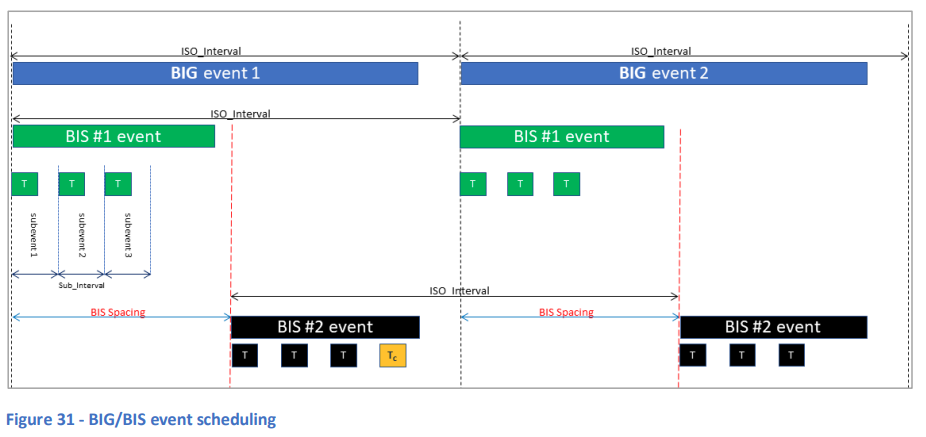 ISO_Interval ISO_Interval
BIG event 1 BIG event 2
ISO_Interval
BIS #1 event BIS #1 event
T T T T T T
subevent 1 subevent 2 subevent 3
Sub_Interval
ISO_Interval
BIS Spacing BIS Spacing
BIS #2 event BIS #2 event
T T T Tc T T T
Figure 31 - BIG/BIS event scheduling